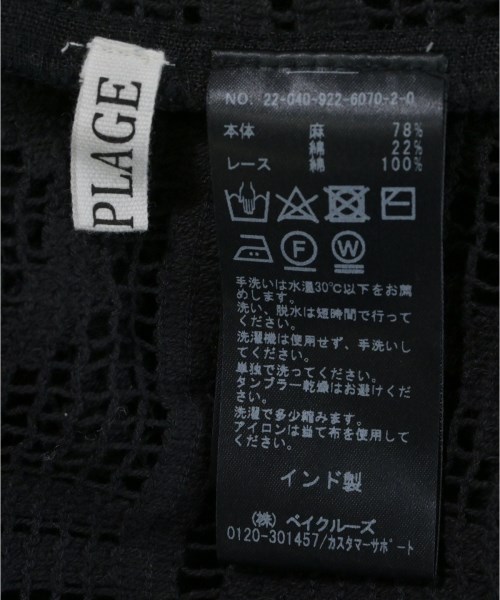 PLAGE
NO: 22-040-922-6070-2-0
本体 麻 78%
綿 22%
レース 綿 100%
F W
手洗いは水温30℃以下をお薦
めします。
洗い、脱水は短時間で行って
ください。
洗濯機は使用せず、手洗いし
てください。
単独で洗ってください。
タンブラー乾燥はお避けくだ
さい。
洗濯で多少縮みます。
アイロンは当て布を使用して
ください。
インド製
(株) ベイクルーズ
0120-301457/カスタマーサポート